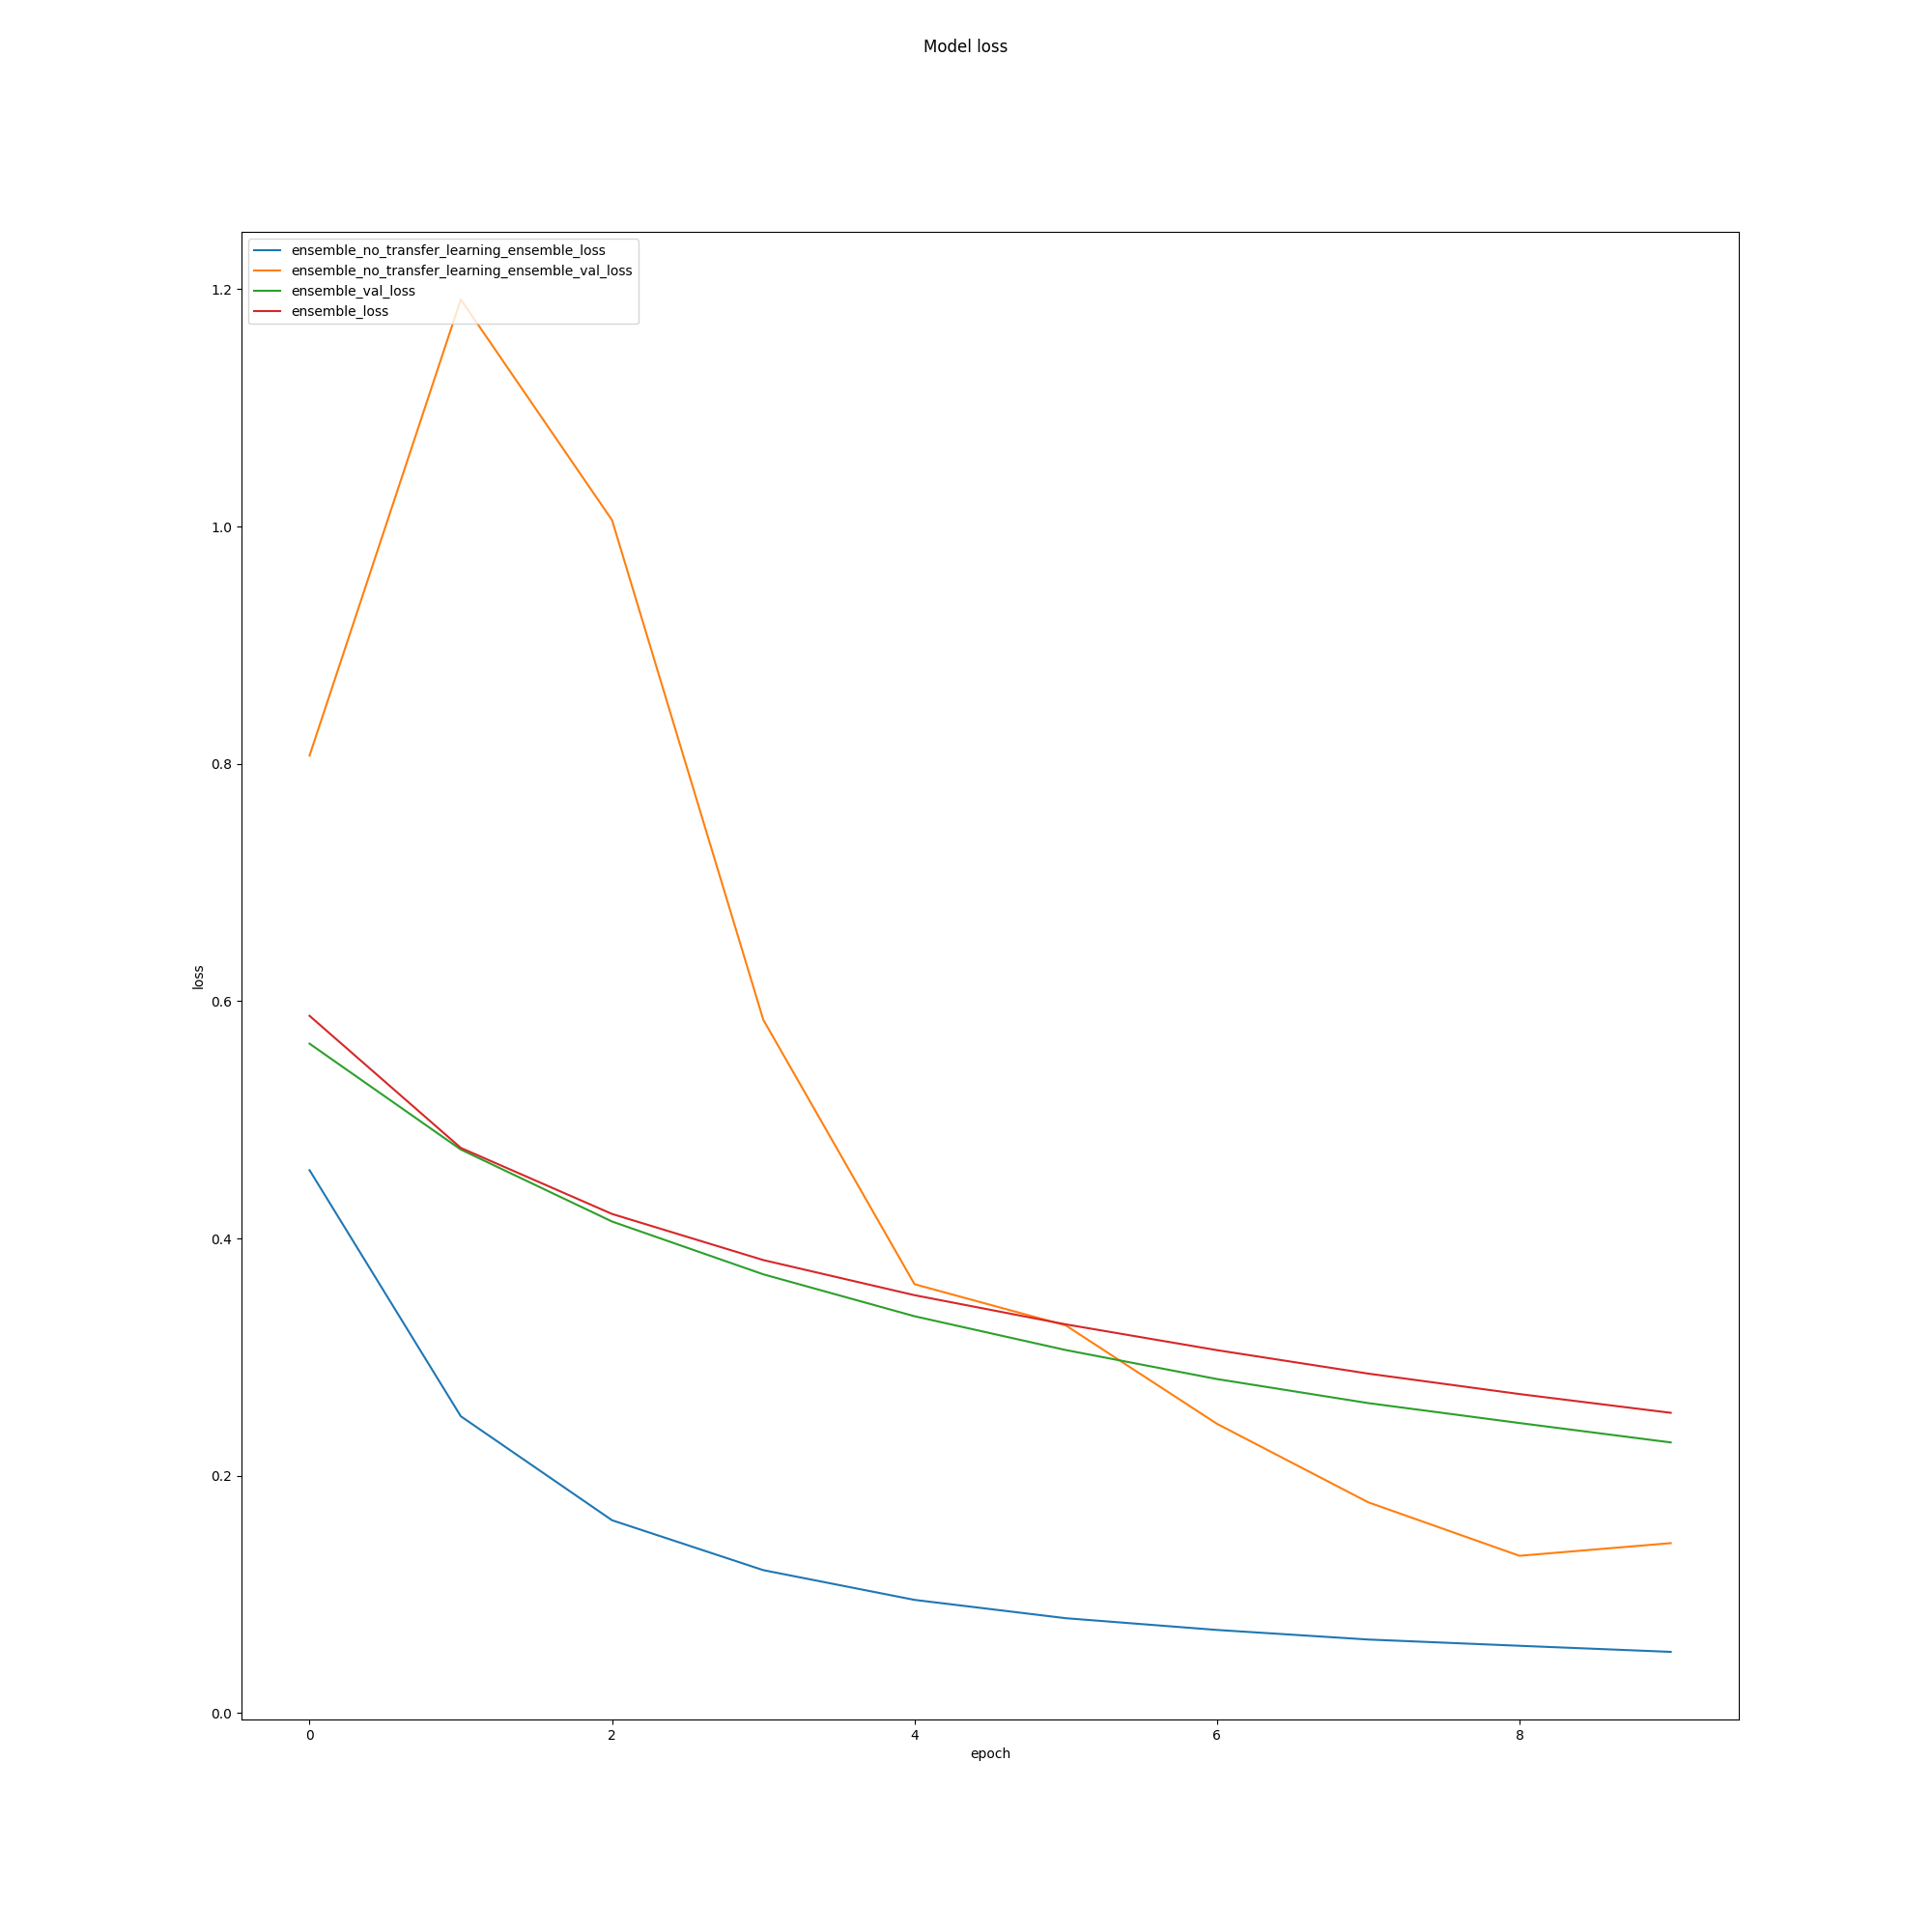 Model loss
ensemble_no_transfer_learning_ensemble_loss
ensemble_no_transfer_learning_ensemble_val_loss
ensemble_val_loss
ensemble_loss
1.2
1.0
0.8
0.6
0.4
0.2
0.0
loss
0 2 4 6 8
epoch